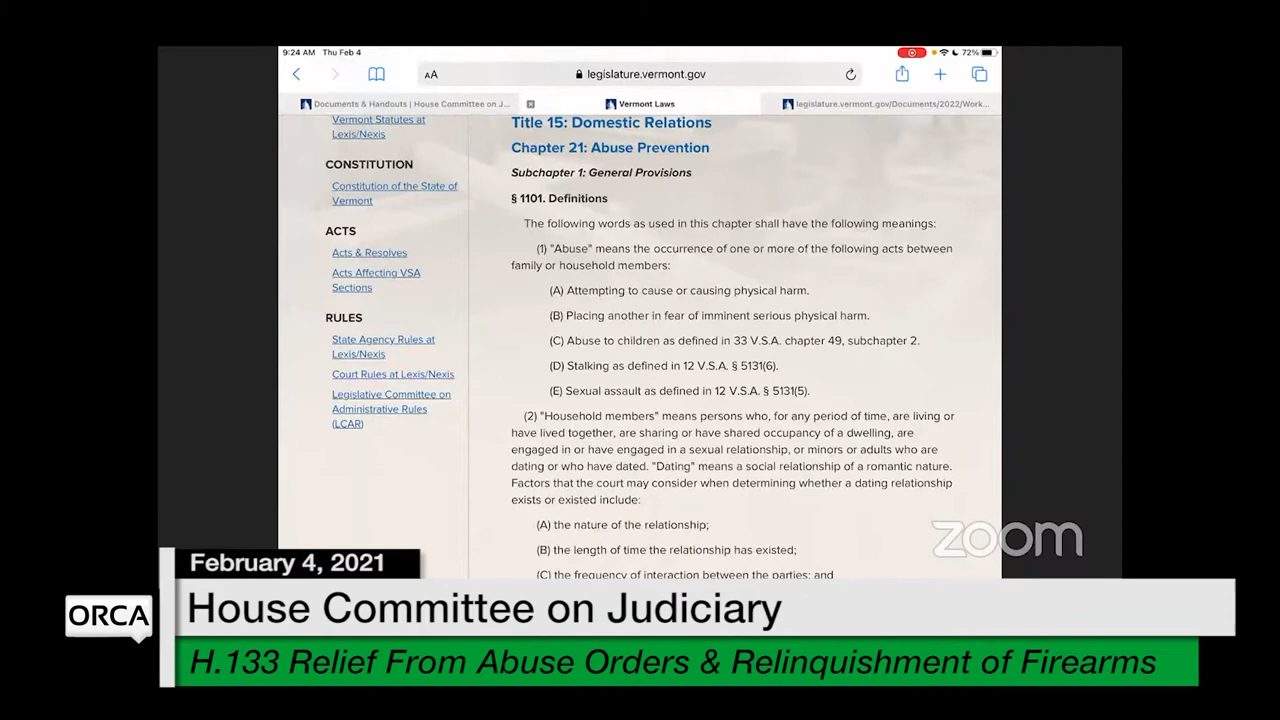 9:24 AM Thu Feb 4
72%
AA
legislature.vermont.gov
Documents & Handouts | House Committee on J...
Vermont Laws
legislature.vermont.gov/Documents/2022/Work...
Vermont Statutes at
Lexis/Nexis
CONSTITUTION
Constitution of the State of
Vermont
ACTS
Acts & Resolves
Acts Affecting VSA
Sections
RULES
State Agency Rules at
Lexis/Nexis
Court Rules at Lexis/Nexis
Legislative Committee on
Administrative Rules
(LCAR)
Title 15: Domestic Relations
Chapter 21: Abuse Prevention
Subchapter 1: General Provisions
§ 1101. Definitions
The following words as used in this chapter shall have the following meanings:
(1) "Abuse" means the occurrence of one or more of the following acts between
family or household members:
(A) Attempting to cause or causing physical harm.
(B) Placing another in fear of imminent serious physical harm.
(C) Abuse to children as defined in 33 V.S.A. chapter 49, subchapter 2.
(D) Stalking as defined in 12 V.S.A. § 5131(6).
(E) Sexual assault as defined in 12 V.S.A. § 5131(5).
(2) "Household members" means persons who, for any period of time, are living or
have lived together, are sharing or have shared occupancy of a dwelling, are
engaged in or have engaged in a sexual relationship, or minors or adults who are
dating or who have dated. "Dating" means a social relationship of a romantic nature.
Factors that the court may consider when determining whether a dating relationship
exists or existed include:
(A) the nature of the relationship;
(B) the length of time the relationship has existed;
(C) the frequency of interaction between the parties; and
zoom
February 4, 2021
ORCA
House Committee on Judiciary
H.133 Relief From Abuse Orders & Relinquishment of Firearms